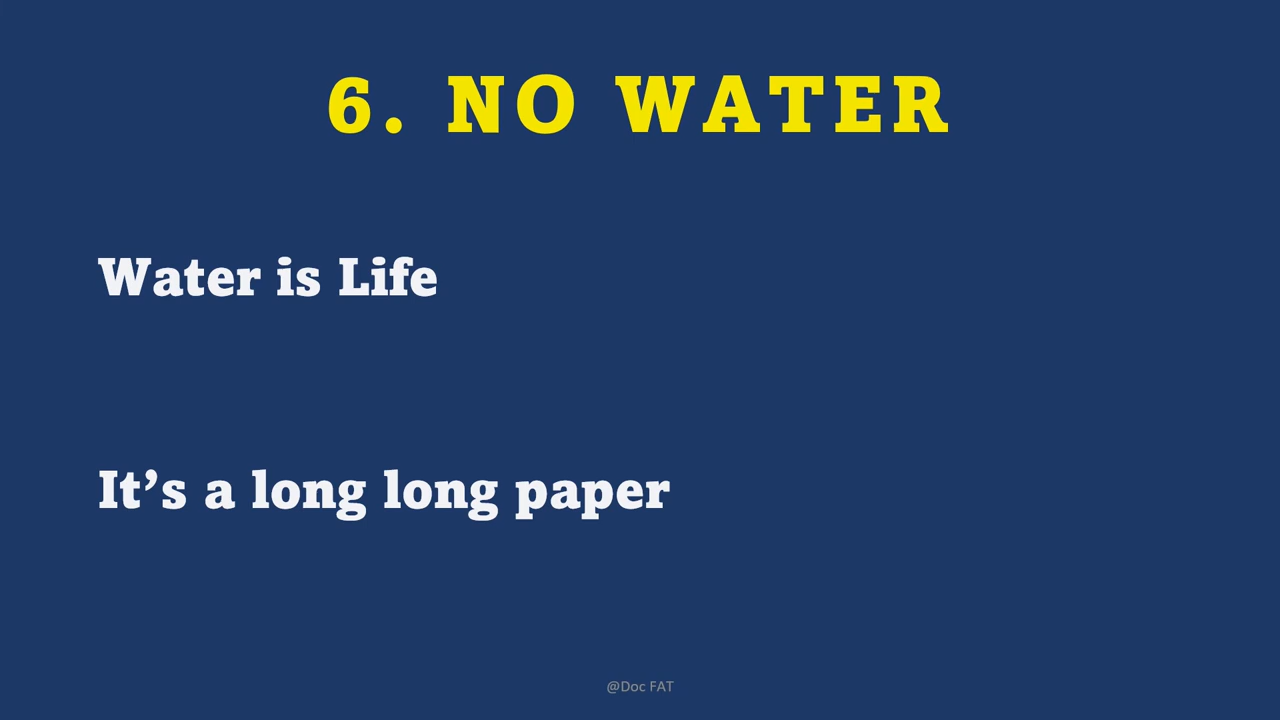 6. NO WATER
Water is Life
It’s a long long paper
@Doc FAT